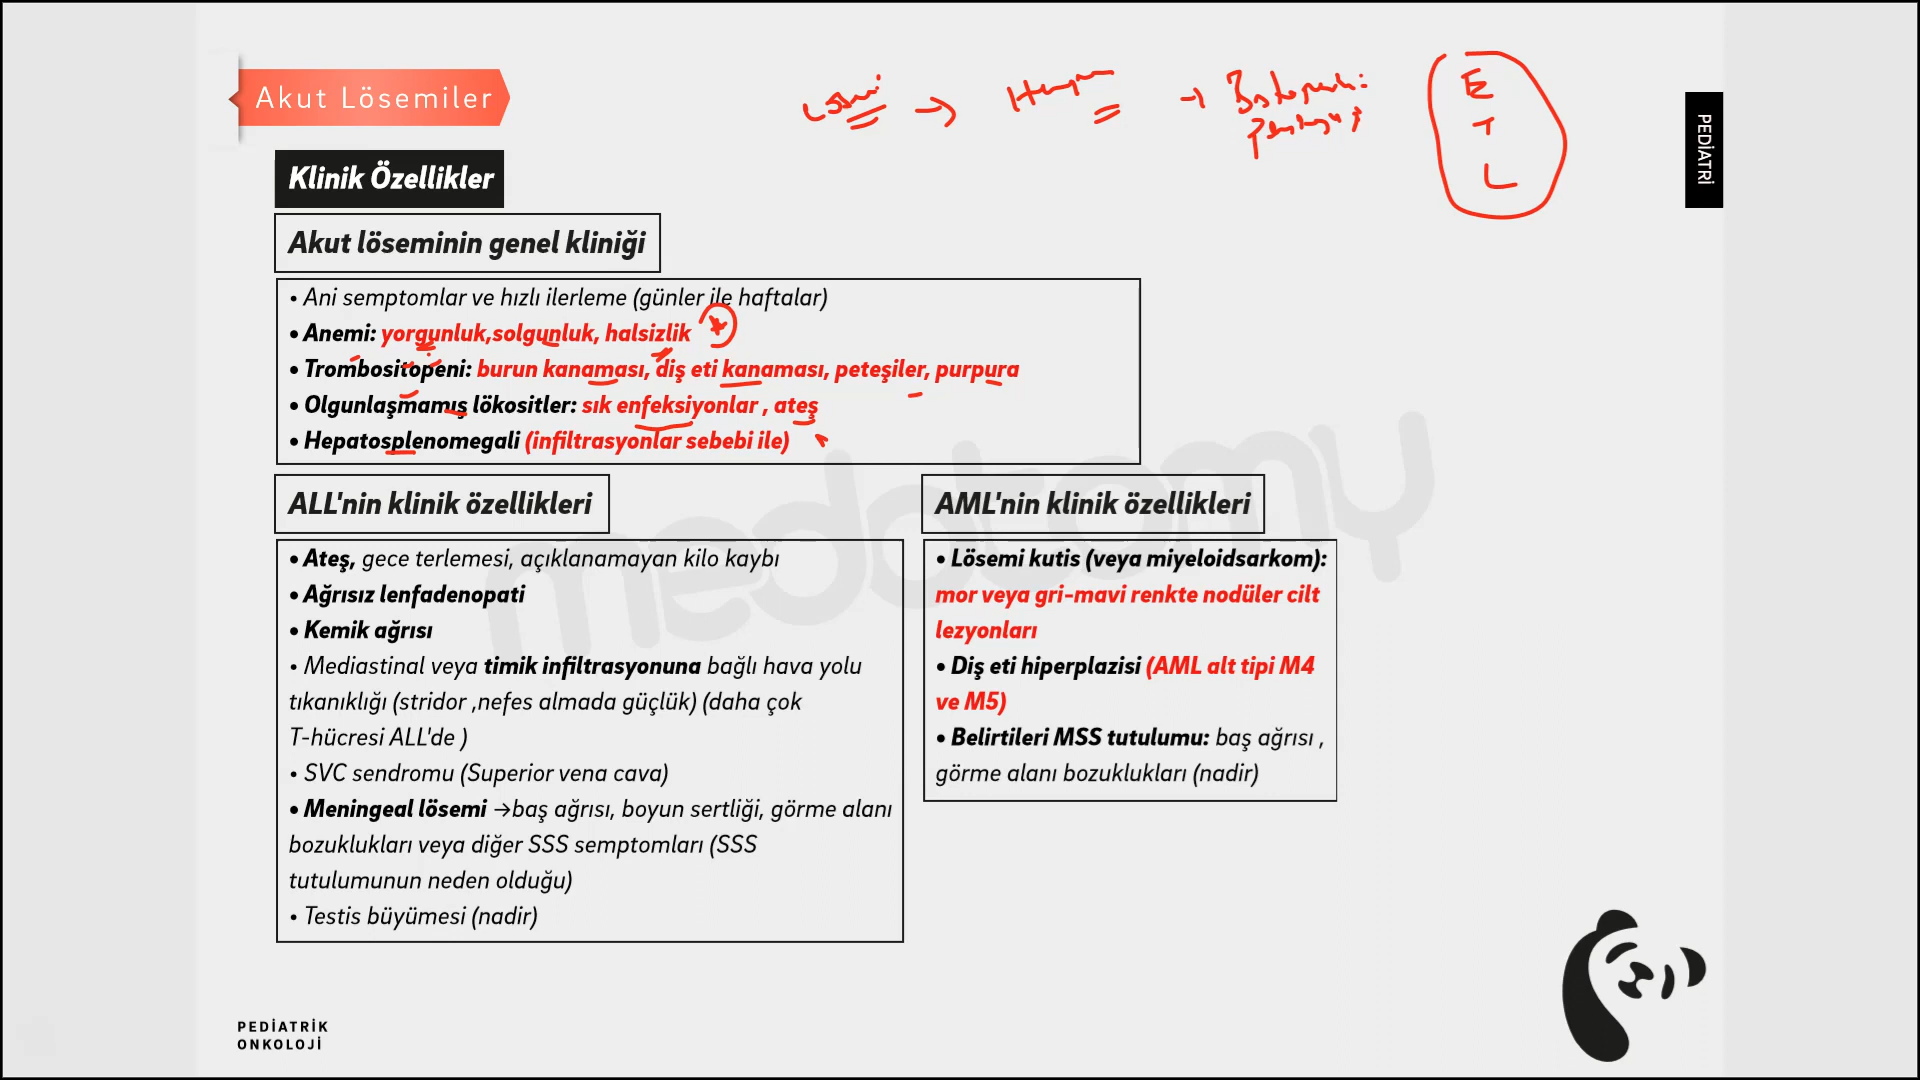 Akut Lösemiler
Lösemi →
E
T
L
PEDİATRİ
Klinik Özellikler
Akut löseminin genel kliniği
• Ani semptomlar ve hızlı ilerleme (günler ile haftalar)
• Anemi: yorgunluk,solgunluk, halsizlik
• Trombositopeni: burun kanaması, diş eti kanaması, peteşiler, purpura
• Olgunlaşmamış lökositler: sık enfeksiyonlar , ateş
• Hepatosplenomegali (infiltrasyonlar sebebi ile)
ALL'nin klinik özellikleri
• Ateş, gece terlemesi, açıklanamayan kilo kaybı
• Ağrısız lenfadenopati
• Kemik ağrısı
• Mediastinal veya timik infiltrasyonuna bağlı hava yolu
tıkanıklığı (stridor ,nefes almada güçlük) (daha çok
T-hücresi ALL'de )
• SVC sendromu (Superior vena cava)
• Meningeal lösemi →baş ağrısı, boyun sertliği, görme alanı
bozuklukları veya diğer SSS semptomları (SSS
tutulumunun neden olduğu)
• Testis büyümesi (nadir)
AML'nin klinik özellikleri
• Lösemi kutis (veya miyeloidsarkom):
mor veya gri-mavi renkte nodüler cilt
lezyonları
• Diş eti hiperplazisi (AML alt tipi M4
ve M5)
• Belirtileri MSS tutulumu: baş ağrısı ,
görme alanı bozuklukları (nadir)
medatomy
PEDİATRİK
ONKOLOJİ